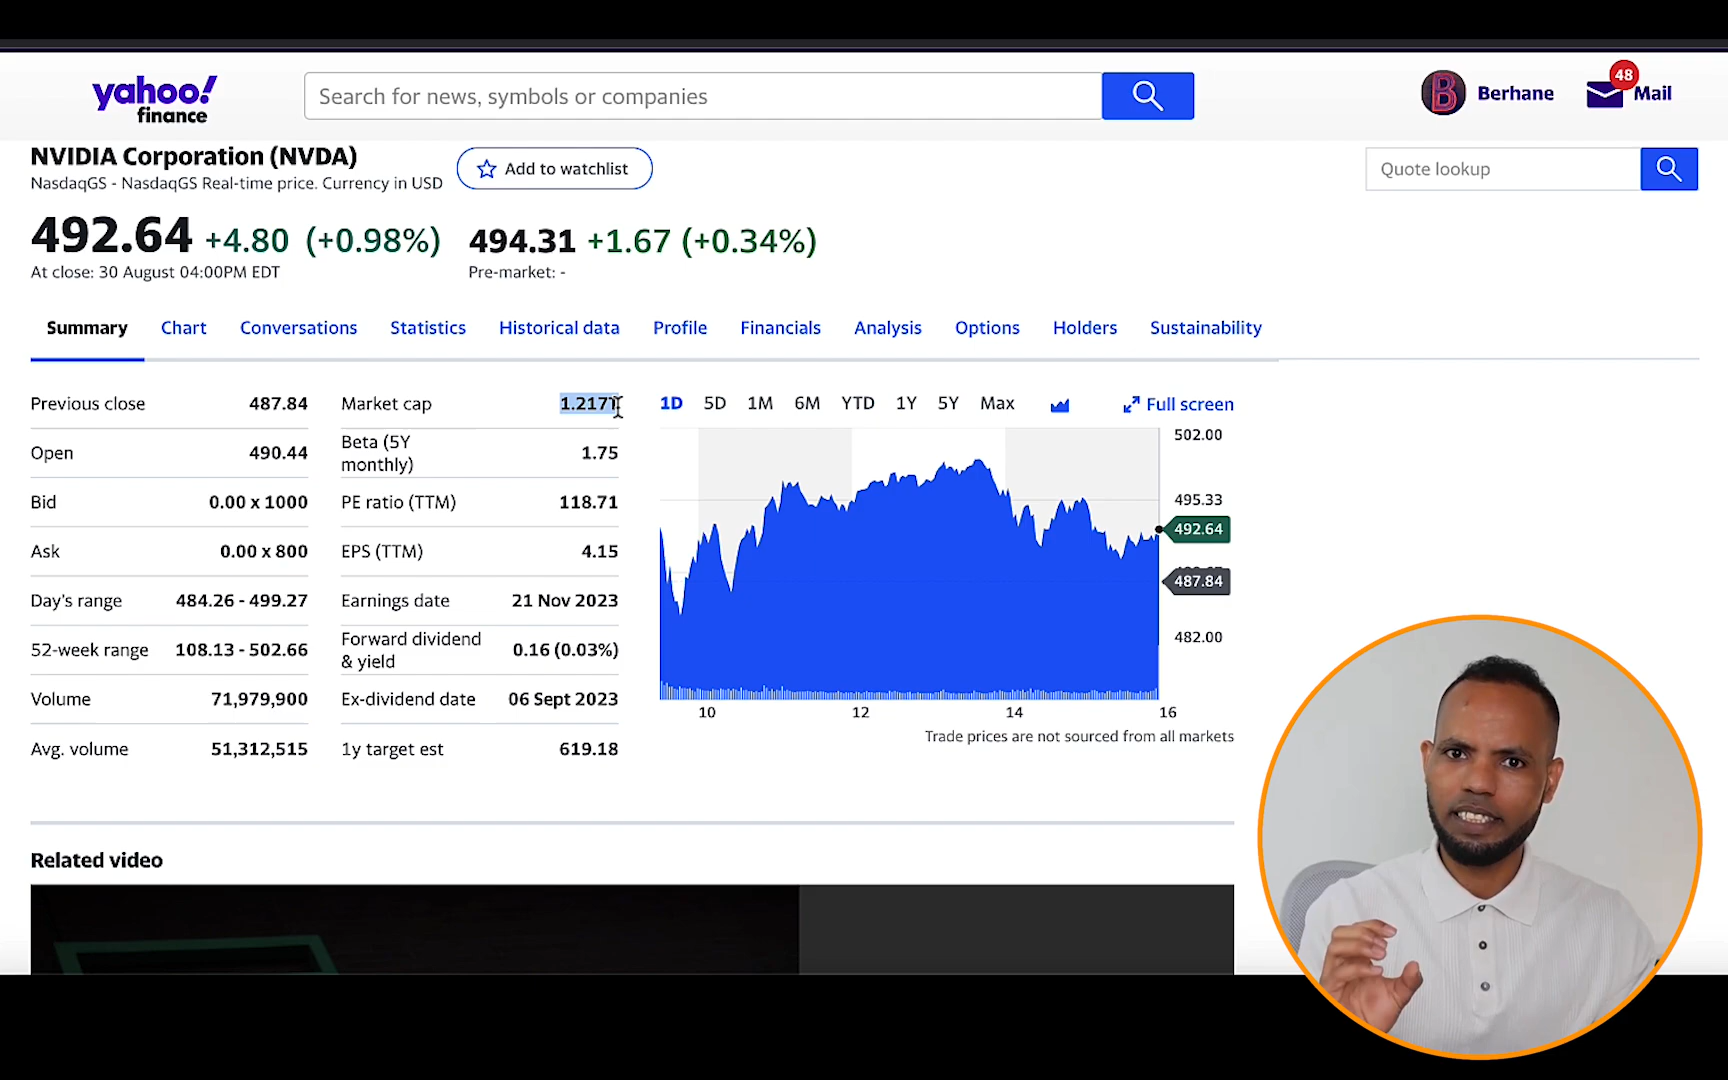 yahoo!
finance
Search for news, symbols or companies
B
Berhane
48
Mail
NVIDIA Corporation (NVDA)
NasdaqGS - NasdaqGS Real-time price. Currency in USD
Add to watchlist
Quote lookup
492.64 +4.80 (+0.98%) 494.31 +1.67 (+0.34%)
At close: 30 August 04:00PM EDT
Pre-market: -
Summary Chart Conversations Statistics Historical data Profile Financials Analysis Options Holders Sustainability
Previous close 487.84
Open 490.44
Bid 0.00 x 1000
Ask 0.00 x 800
Day's range 484.26 - 499.27
52-week range 108.13 - 502.66
Volume 71,979,900
Avg. volume 51,312,515
Market cap 1.217T
Beta (5Y
monthly) 1.75
PE ratio (TTM) 118.71
EPS (TTM) 4.15
Earnings date 21 Nov 2023
Forward dividend
& yield 0.16 (0.03%)
Ex-dividend date 06 Sept 2023
1y target est 619.18
1D 5D 1M 6M YTD 1Y 5Y Max Full screen
502.00
495.33
492.64
487.84
482.00
10 12 14 16
Trade prices are not sourced from all markets
Related video